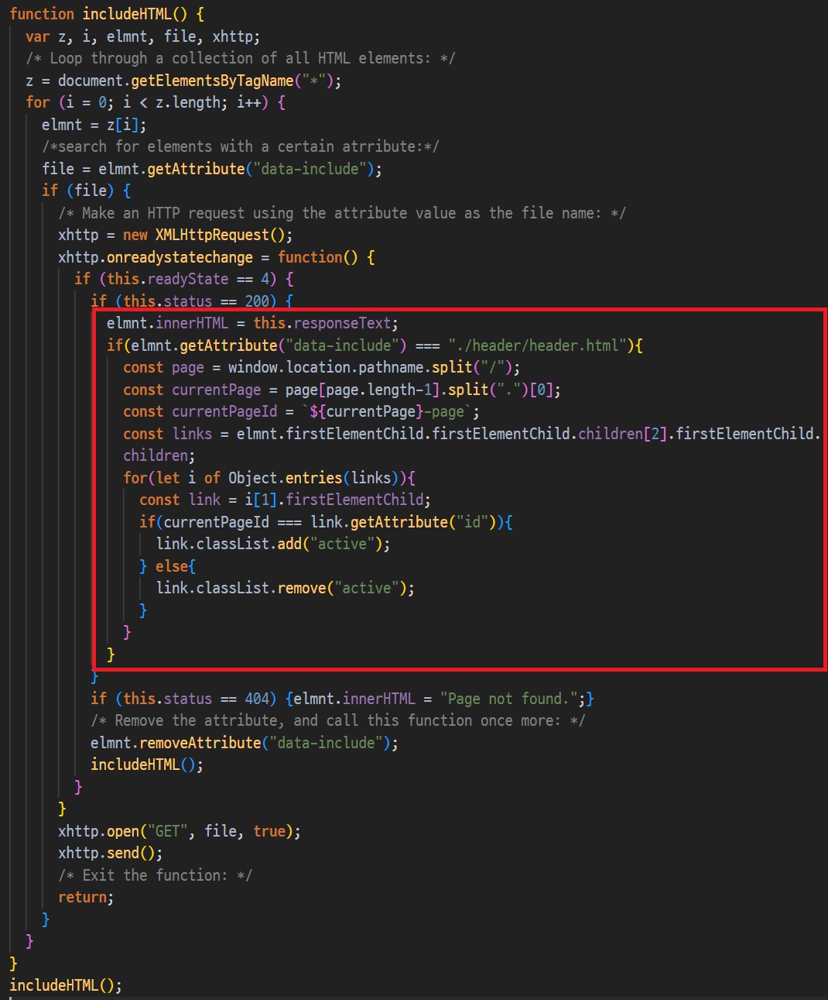 function includeHTML() {
var z, i, elmnt, file, xhttp;
/* Loop through a collection of all HTML elements: */
z = document.getElementsByTagName("*");
for (i = 0; i < z.length; i++) {
elmnt = z[i];
/*search for elements with a certain atrribute:*/
file = elmnt.getAttribute("data-include");
if (file) {
/* Make an HTTP request using the attribute value as the file name: */
xhttp = new XMLHttpRequest();
xhttp.onreadystatechange = function() {
if (this.readyState == 4) {
if (this.status == 200) {
elmnt.innerHTML = this.responseText;
if(elmnt.getAttribute("data-include") === "./header/header.html"){
const page = window.location.pathname.split("/");
const currentPage = page[page.length-1].split(".")[0];
const currentPageId = `${currentPage}-page`;
const links = elmnt.firstElementChild.firstElementChild.children[2].firstElementChild.
children;
for(let i of Object.entries(links)){
const link = i[1].firstElementChild;
if(currentPageId === link.getAttribute("id")){
link.classList.add("active");
} else{
link.classList.remove("active");
}
}
}
}
if (this.status == 404) {elmnt.innerHTML = "Page not found.";}
/* Remove the attribute, and call this function once more: */
elmnt.removeAttribute("data-include");
includeHTML();
}
}
xhttp.open("GET", file, true);
xhttp.send();
/* Exit the function: */
return;
}
}
}
includeHTML();